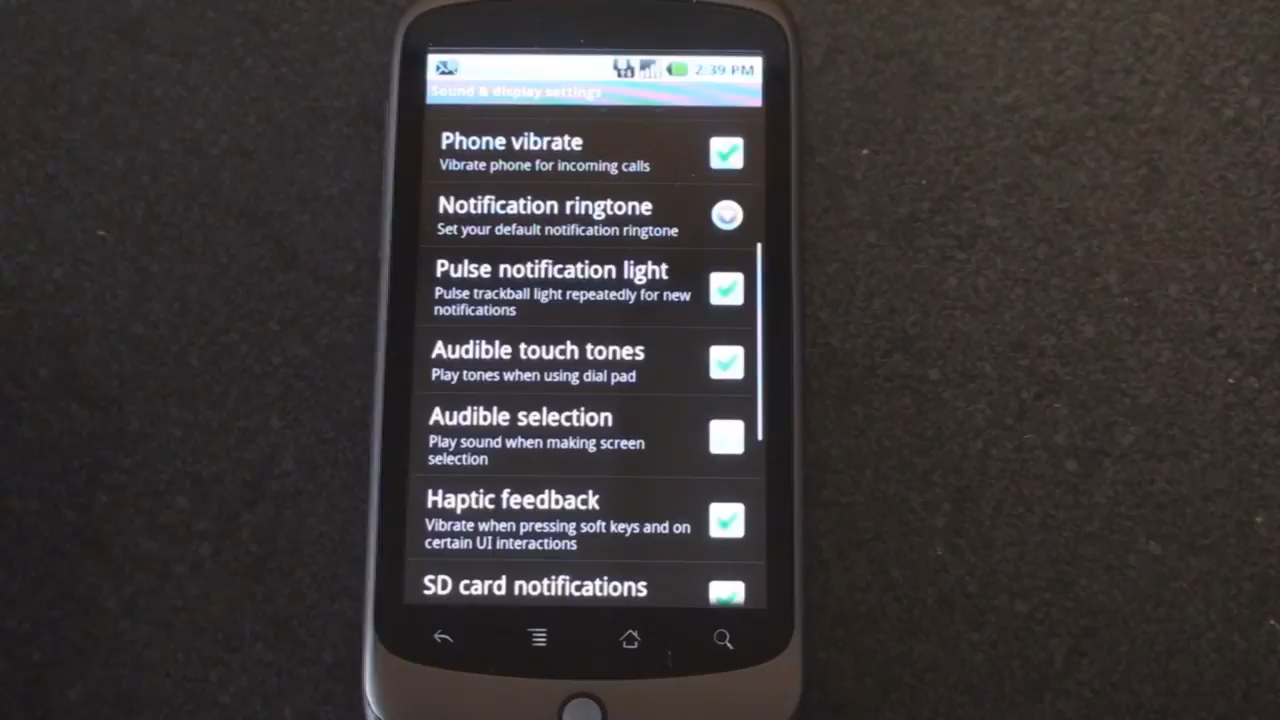 2:39 PM
Sound & display settings
Phone vibrate
Vibrate phone for incoming calls
Notification ringtone
Set your default notification ringtone
Pulse notification light
Pulse trackball light repeatedly for new
notifications
Audible touch tones
Play tones when using dial pad
Audible selection
Play sound when making screen
selection
Haptic feedback
Vibrate when pressing soft keys and on
certain UI interactions
SD card notifications